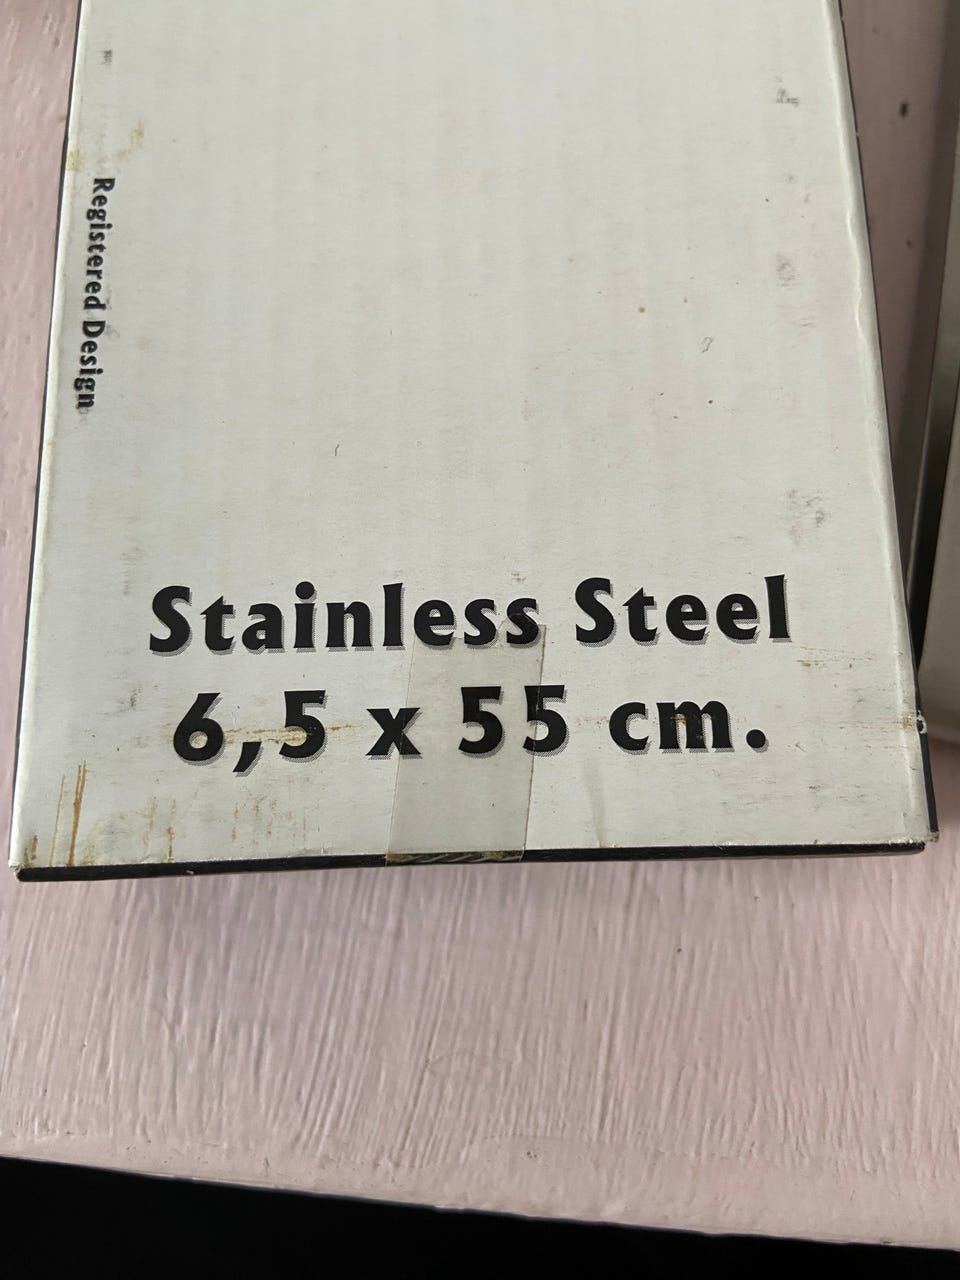 Registered Design
Stainless Steel
6,5 x 55 cm.